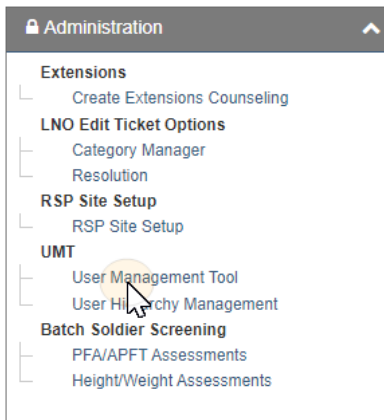 Administration
Extensions
Create Extensions Counseling
LNO Edit Ticket Options
Category Manager
Resolution
RSP Site Setup
RSP Site Setup
UMT
User Management Tool
User Hierarchy Management
Batch Soldier Screening
PFA/APFT Assessments
Height/Weight Assessments